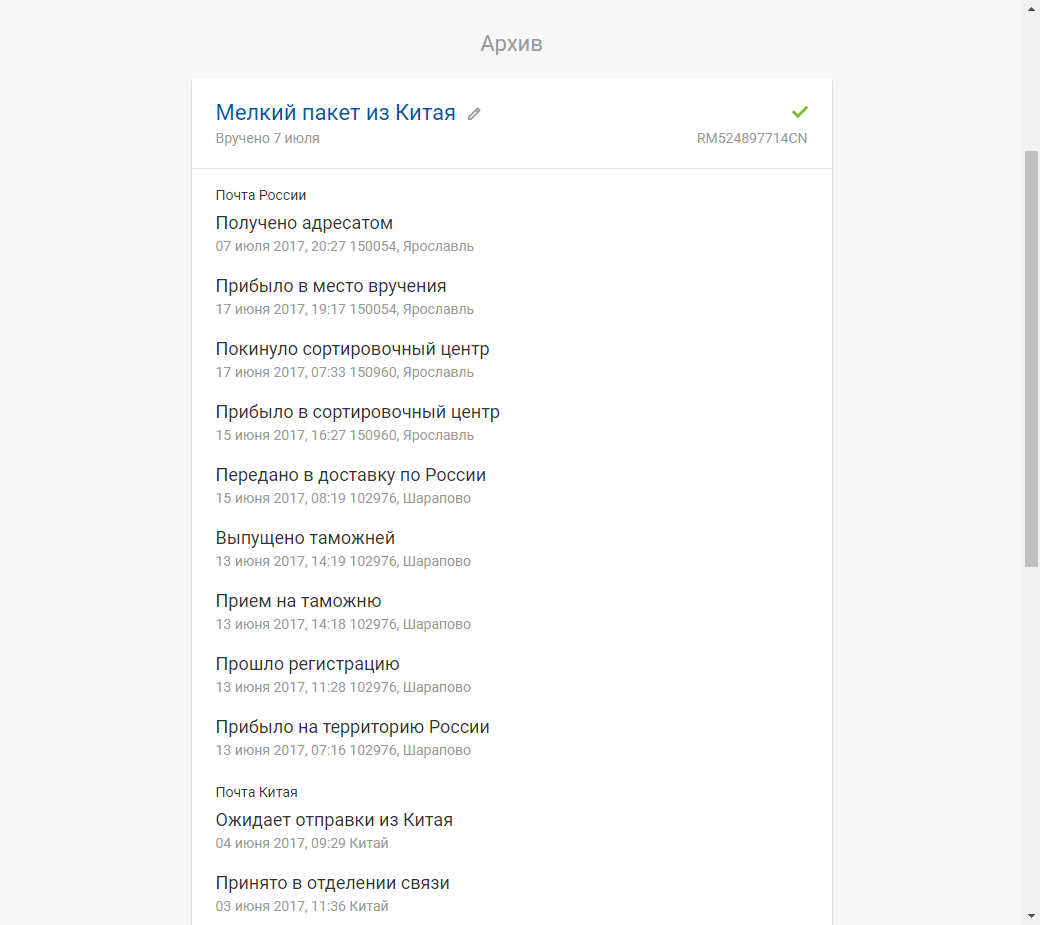 Архив
Мелкий пакет из Китая
Вручено 7 июля
RM524897714CN
Почта России
Получено адресатом
07 июля 2017, 20:27 150054, Ярославль
Прибыло в место вручения
17 июня 2017, 19:17 150054, Ярославль
Покинуло сортировочный центр
17 июня 2017, 07:33 150960, Ярославль
Прибыло в сортировочный центр
15 июня 2017, 16:27 150960, Ярославль
Передано в доставку по России
15 июня 2017, 08:19 102976, Шарапово
Выпущено таможней
13 июня 2017, 14:19 102976, Шарапово
Прием на таможню
13 июня 2017, 14:18 102976, Шарапово
Прошло регистрацию
13 июня 2017, 11:28 102976, Шарапово
Прибыло на территорию России
13 июня 2017, 07:16 102976, Шарапово
Почта Китая
Ожидает отправки из Китая
04 июня 2017, 09:29 Китай
Принято в отделении связи
03 июня 2017, 11:36 Китай